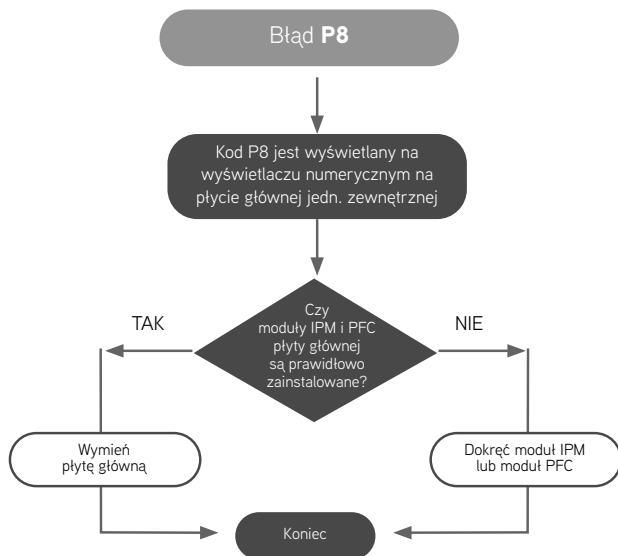 Błąd P8
Kod P8 jest wyświetlany na
wyświetlaczu numerycznym na
płycie głównej jedn. zewnętrznej
Czy
moduły IPM i PFC
płyty głównej
są prawidłowo
zainstalowane?
TAK
NIE
Wymień
płytę główną
Dokręć moduł IPM
lub moduł PFC
Koniec